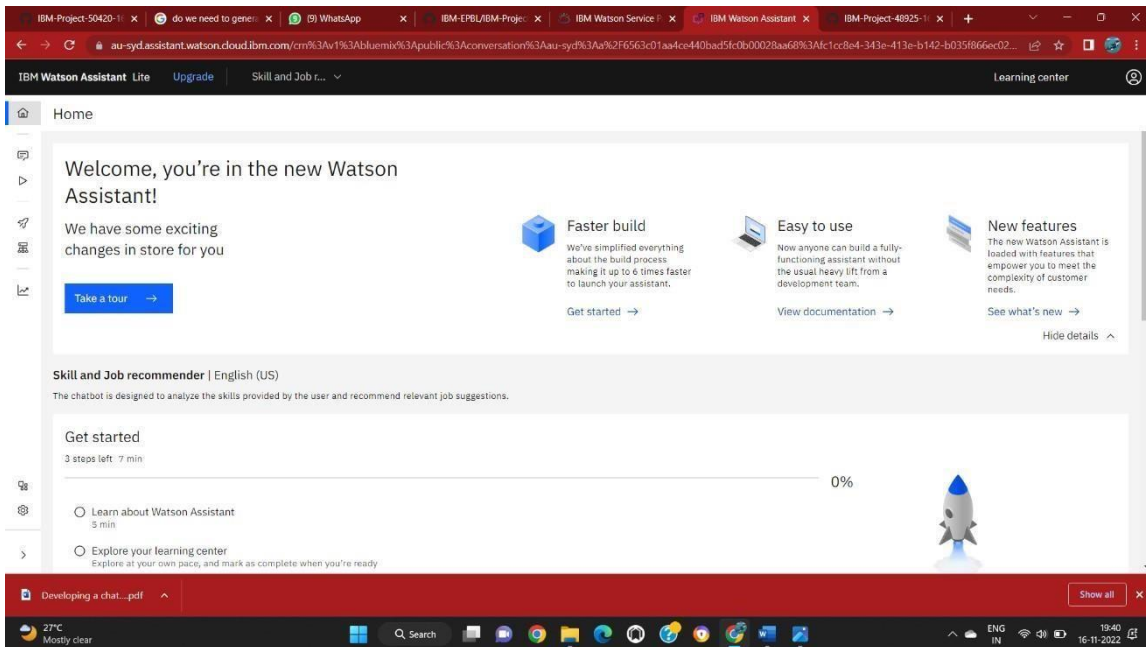 IBM-Project-50420-1
do we need to genera
(9) WhatsApp
IBM-EPBL/IBM-Projec
IBM Watson Service P
IBM Watson Assistant
IBM-Project-48925-1
au-syd.assistant.watson.cloud.ibm.com/crn%3Av1%3Abluemix%3Apublic%3Aconversation%3Aau-syd%3Aa%2F6563c01aa4ce440bad5fc0b00028aa68%3Afc1cc8e4-343e-413e-b142-b035f866ec02...
IBM Watson Assistant Lite Upgrade Skill and Job r... Learning center
Home
Welcome, you're in the new Watson
Assistant!
We have some exciting
changes in store for you
Take a tour →
Faster build
We've simplified everything
about the build process
making it up to 6 times faster
to launch your assistant.
Get started →
Easy to use
Now anyone can build a fully-
functioning assistant without
the usual heavy lift from a
development team.
View documentation →
New features
The new Watson Assistant is
loaded with features that
empower you to meet the
complexity of customer
needs.
See what's new →
Hide details
Skill and Job recommender | English (US)
The chatbot is designed to analyze the skills provided by the user and recommend relevant job suggestions.
Get started
3 steps left 7 min
0%
Learn about Watson Assistant
5 min
Explore your learning center
Explore at your own pace, and mark as complete when you're ready
Developing a chat....pdf
Show all
27°C
Mostly clear
Search
ENG
IN
19:40
16-11-2022